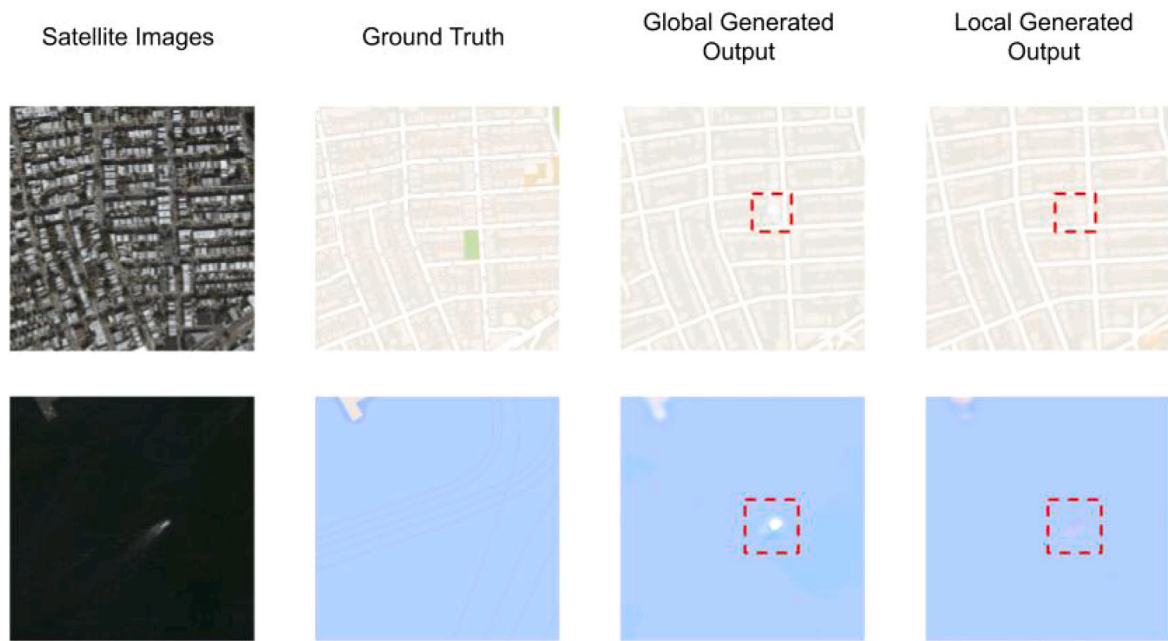 Satellite Images
Ground Truth
Global Generated
Output
Local Generated
Output